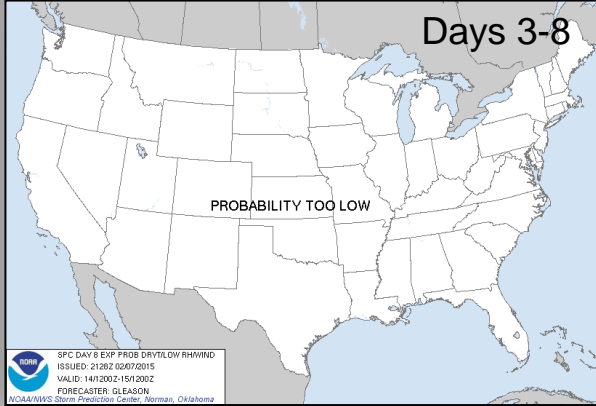 Days 3-8
PROBABILITY TOO LOW
NOAA
SPC DAY 8 EXP PROB DRYT/LOW RH/WIND
ISSUED: 2128Z 02/07/2015
VALID: 14/1200Z-15/1200Z
FORECASTER: GLEASON
NOAA/NWS Storm Prediction Center, Norman, Oklahoma